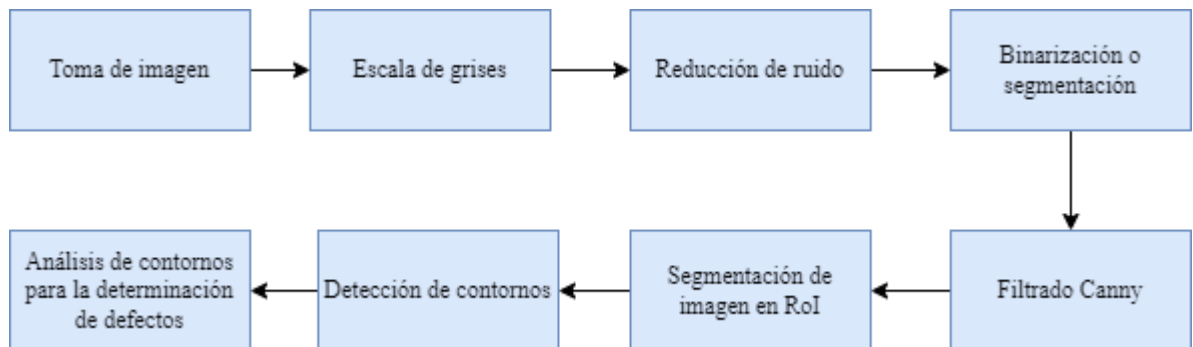 Toma de imagen
Escala de grises
Reducción de ruido
Binarización o
segmentación
Filtrado Canny
Segmentación de
imagen en RoI
Detección de contornos
Análisis de contornos
para la determinación
de defectos